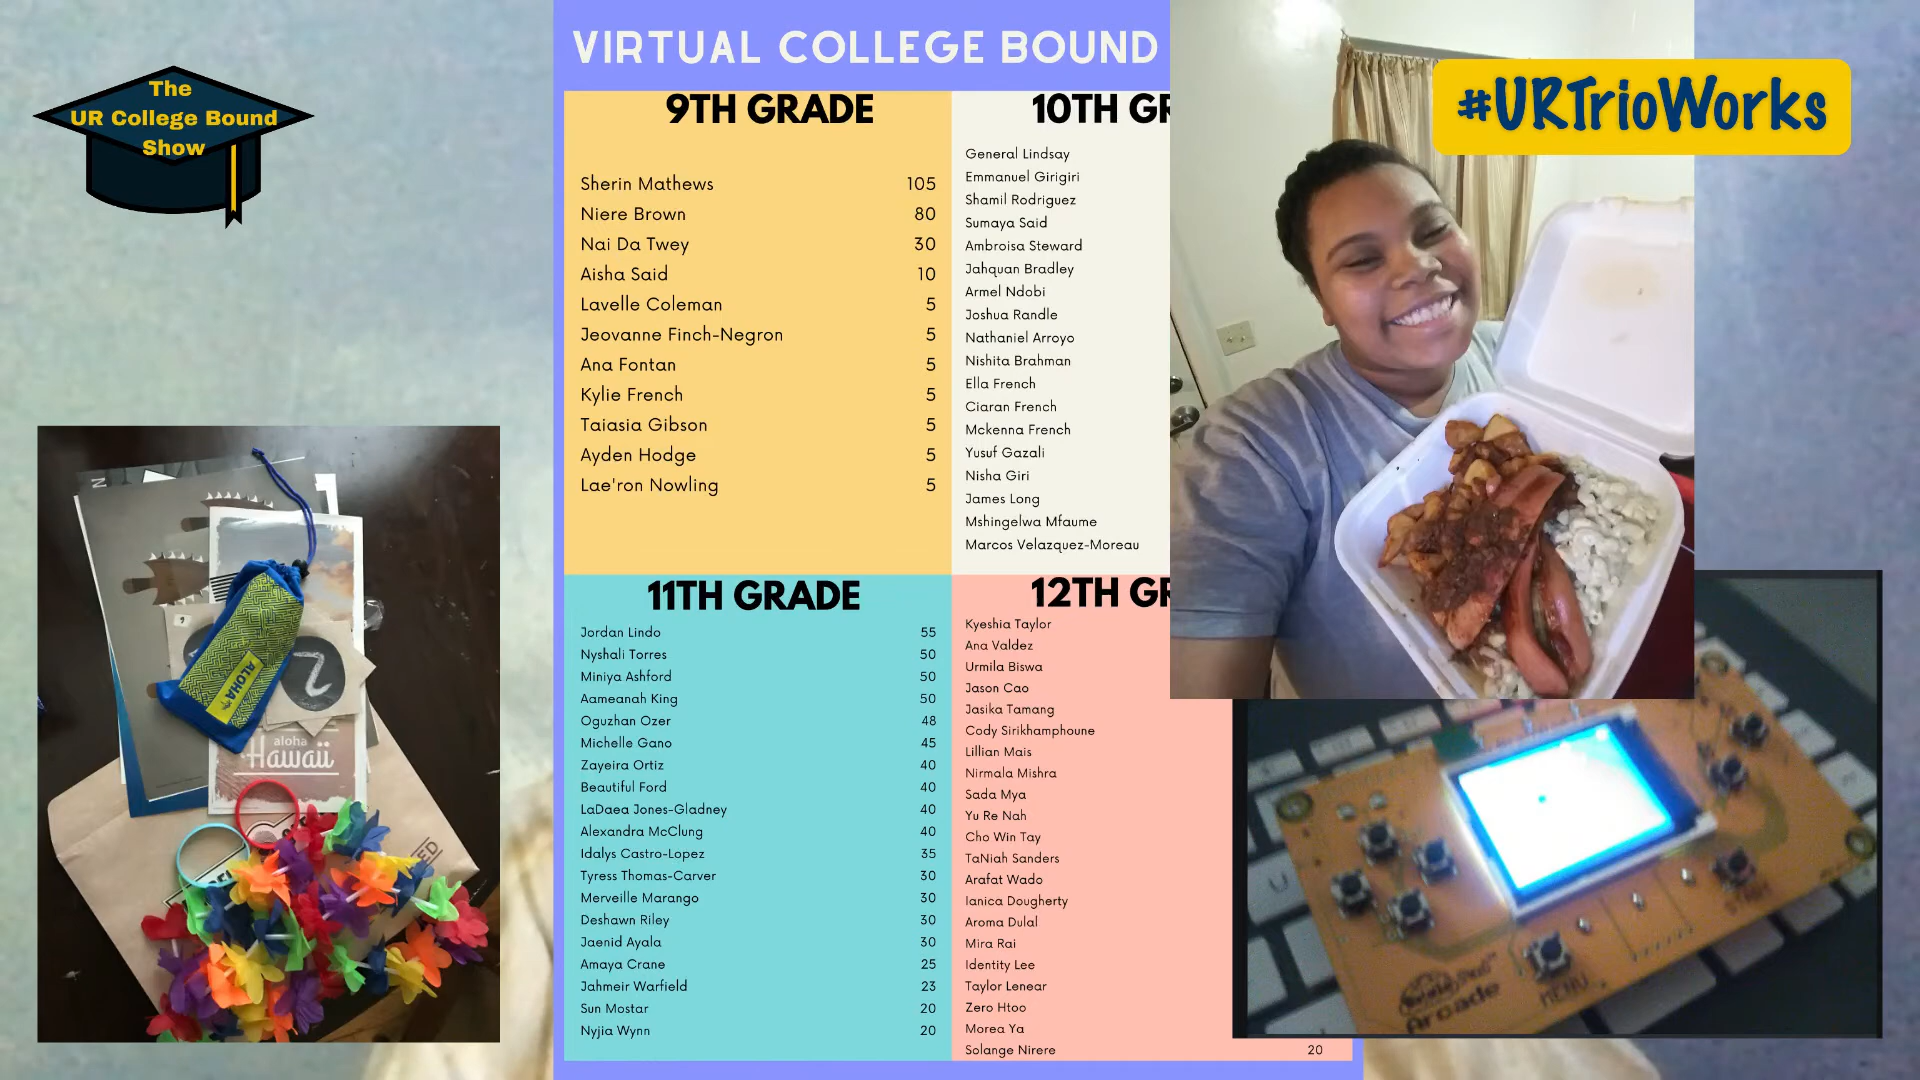 The
UR College Bound
Show
VIRTUAL COLLEGE BOUND
#URTrioWorks
9TH GRADE
Sherin Mathews 105
Niere Brown 80
Nai Da Twey 30
Aisha Said 10
Lavelle Coleman 5
Jeovanne Finch-Negron 5
Ana Fontan 5
Kylie French 5
Taiasia Gibson 5
Ayden Hodge 5
Lae'ron Nowling 5
10TH GR
General Lindsay
Emmanuel Girigiri
Shamil Rodriguez
Sumaya Said
Ambroisa Steward
Jahquan Bradley
Armel Ndobi
Joshua Randle
Nathaniel Arroyo
Nishita Brahman
Ella French
Ciaran French
Mckenna French
Yusuf Gazali
Nisha Giri
James Long
Mshingelwa Mfaume
Marcos Velazquez-Moreau
11TH GRADE
Jordan Lindo 55
Nyshali Torres 50
Miniya Ashford 50
Aameanah King 50
Oguzhan Ozer 48
Michelle Gano 45
Zayeira Ortiz 40
Beautiful Ford 40
LaDaea Jones-Gladney 40
Alexandra McClung 40
Idalys Castro-Lopez 35
Tyress Thomas-Carver 30
Merveille Marango 30
Deshawn Riley 30
Jaenid Ayala 30
Amaya Crane 25
Jahmeir Warfield 23
Sun Mostar 20
Nyjia Wynn 20
12TH GR
Kyeshia Taylor
Ana Valdez
Urmila Biswa
Jason Cao
Jasika Tamang
Cody Sirikhamphoune
Lillian Mais
Nirmala Mishra
Sada Mya
Yu Re Nah
Cho Win Tay
TaNiah Sanders
Arafat Wado
Ianica Dougherty
Aroma Dulal
Mira Rai
Identity Lee
Taylor Lenear
Zero Htoo
Morea Ya
Solange Nirere 20
ALOHA
aloha
Hawaii
Arcade
MENU